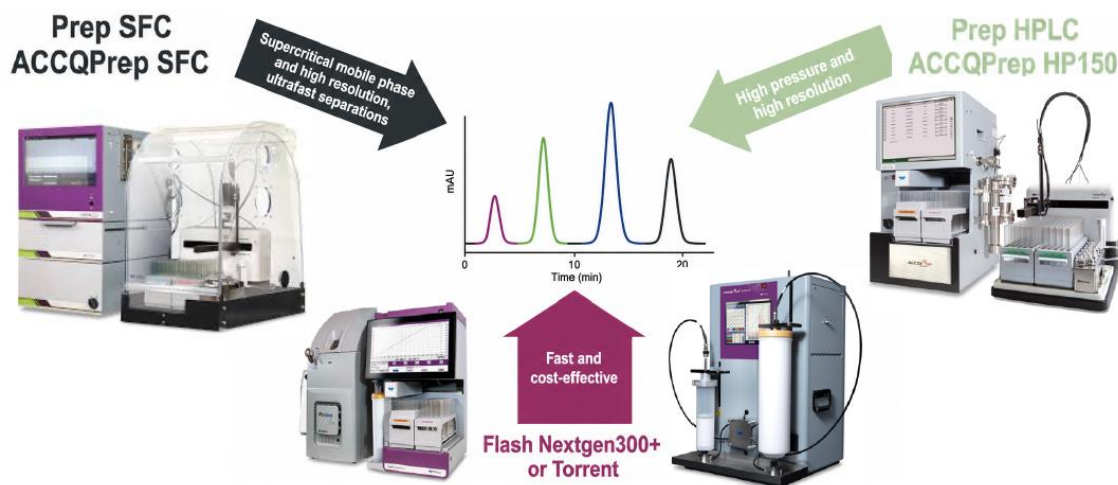 Prep SFC
ACCQPrep SFC
Supercritical mobile phase
and high resolution,
ultrafast separations
High pressure and
high resolution
Prep HPLC
ACCQPrep HP150
mAU
0
10
20
Time (min)
Fast and
cost-effective
Flash Nextgen300+
or Torrent